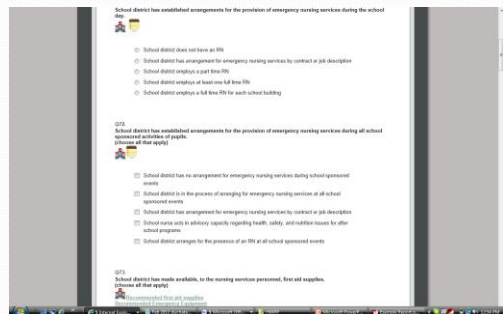 School district has established arrangements for the provision of emergency nursing services during the school
day.
School district does not have an RN
School district has arrangement for emergency nursing services by contract or job description
School district employs a part time RN
School district employs at least one full time RN
School district employs a full time RN for each school building
School district has established arrangements for the provision of emergency nursing services during all school
sponsored activities of pupils.
(choose all that apply)
School district has no arrangement for emergency nursing services during school sponsored
events
School district is in the process of arranging for emergency nursing services at all school
sponsored events
School district has arrangement for emergency nursing services by contract or job description
School nurse acts in advisory capacity regarding health, safety, and nutrition issues for after
school programs
School district arranges for the presence of an RN at all school sponsored events
School district has made available, to the nursing services personnel, first aid supplies.
(choose all that apply)
Recommended first aid supplies
Recommended Emergency Equipment